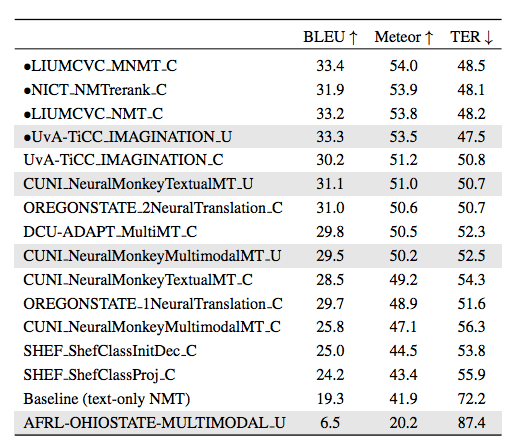 BLEU ↑ Meteor ↑ TER ↓
●LIUMCVC_MNMT_C 33.4 54.0 48.5
●NICT_NMTrerank_C 31.9 53.9 48.1
●LIUMCVC_NMT_C 33.2 53.8 48.2
●UvA-TiCC_IMAGINATION_U 33.3 53.5 47.5
UvA-TiCC_IMAGINATION_C 30.2 51.2 50.8
CUNI_NeuralMonkeyTextualMT_U 31.1 51.0 50.7
OREGONSTATE_2NeuralTranslation_C 31.0 50.6 50.7
DCU-ADAPT_MultiMT_C 29.8 50.5 52.3
CUNI_NeuralMonkeyMultimodalMT_U 29.5 50.2 52.5
CUNI_NeuralMonkeyTextualMT_C 28.5 49.2 54.3
OREGONSTATE_1NeuralTranslation_C 29.7 48.9 51.6
CUNI_NeuralMonkeyMultimodalMT_C 25.8 47.1 56.3
SHEF_ShefClassInitDec_C 25.0 44.5 53.8
SHEF_ShefClassProj_C 24.2 43.4 55.9
Baseline (text-only NMT) 19.3 41.9 72.2
AFRL-OHIOSTATE-MULTIMODAL_U 6.5 20.2 87.4